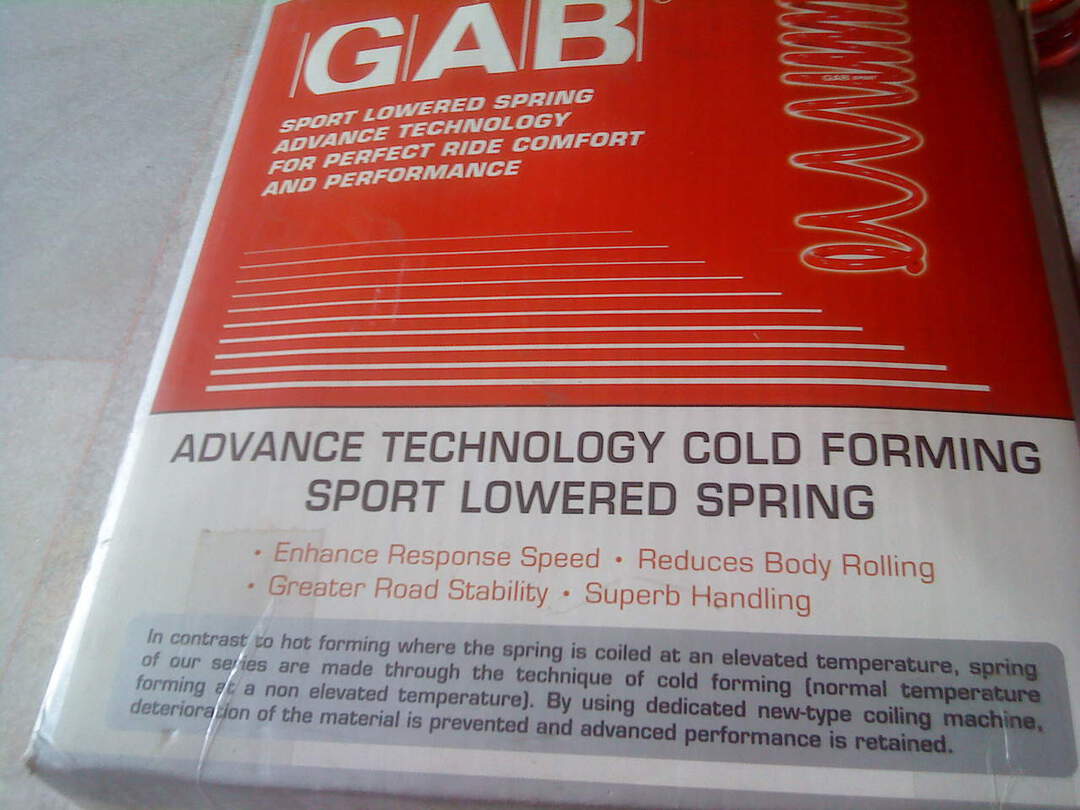 GAB
GAB SPORT
SPORT LOWERED SPRING
ADVANCE TECHNOLOGY
FOR PERFECT RIDE COMFORT
AND PERFORMANCE
ADVANCE TECHNOLOGY COLD FORMING
SPORT LOWERED SPRING
• Enhance Response Speed • Reduces Body Rolling
• Greater Road Stability • Superb Handling
In contrast to hot forming where the spring is coiled at an elevated temperature, spring
of our series are made through the technique of cold forming (normal temperature
forming at a non elevated temperature). By using dedicated new-type coiling machine,
deterioration of the material is prevented and advanced performance is retained.